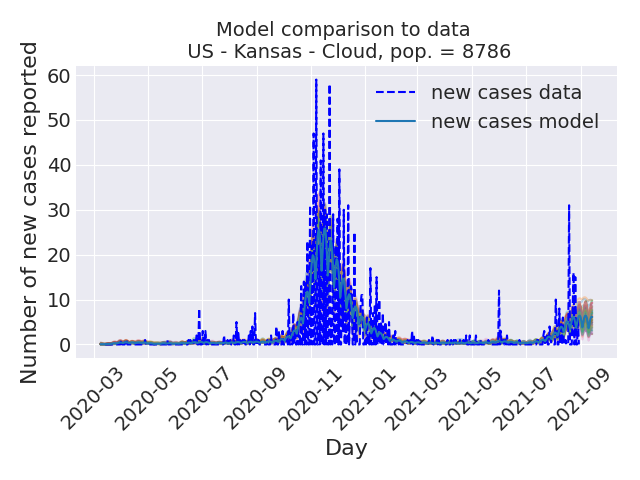 Model comparison to data
US - Kansas - Cloud, pop. = 8786
Number of new cases reported
60
50
40
30
20
10
0
new cases data
new cases model
2020-03
2020-05
2020-07
2020-09
2020-11
2021-01
2021-03
2021-05
2021-07
2021-09
Day